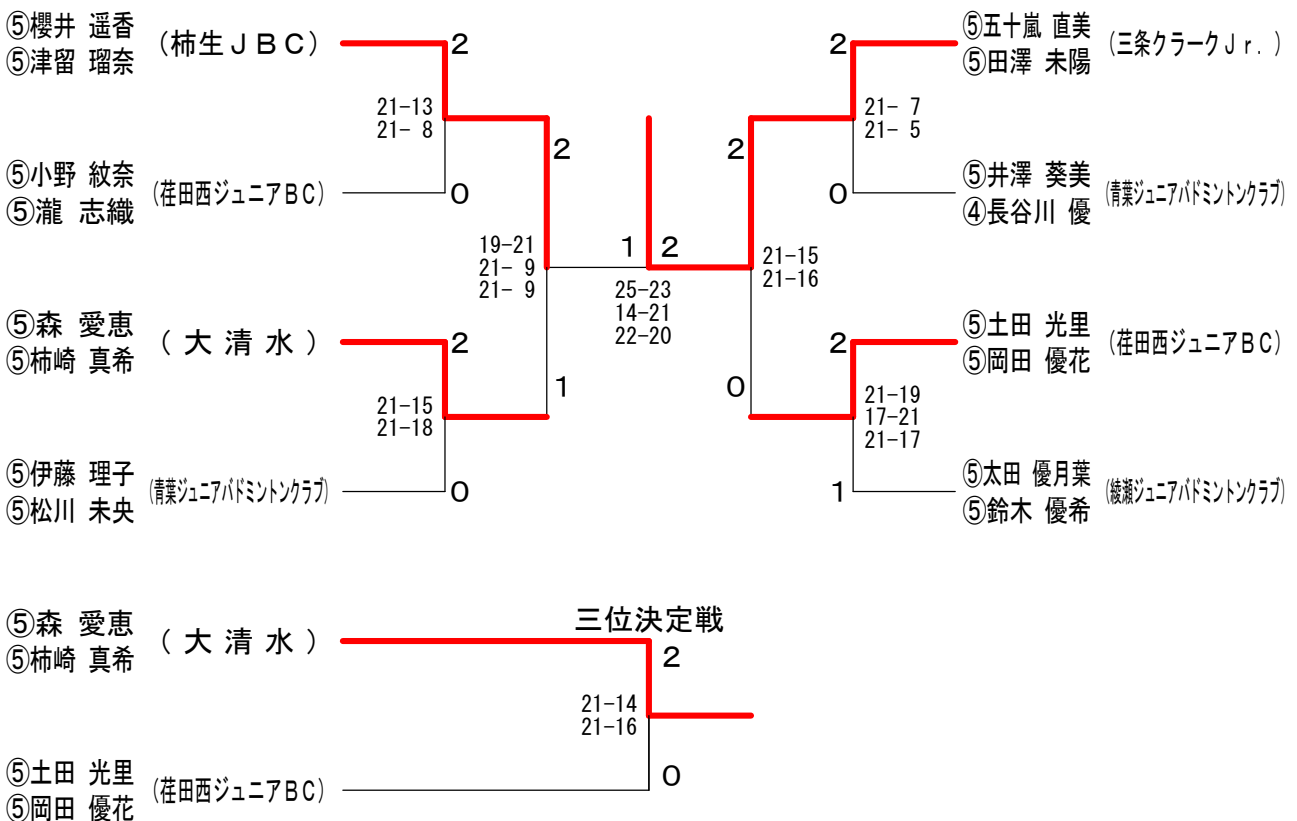 ⑤櫻井 遥香
⑤津留 瑠奈
(柿生ＪＢＣ)
2
21-13
21- 8
⑤小野 紋奈
⑤瀧 志織
(荏田西ジュニアＢＣ)
0
2
19-21
21- 9
21- 9
⑤森 愛恵
⑤柿崎 真希
(大清水)
2
21-15
21-18
1
⑤伊藤 理子
⑤松川 未央
(青葉ジュニアバドミントンクラブ)
0
1 2
25-23
14-21
22-20
⑤五十嵐 直美
⑤田澤 未陽
(三条クラークＪｒ.)
2
21- 7
21- 5
⑤井澤 葵美
④長谷川 優
(青葉ジュニアバドミントンクラブ)
0
2
21-15
21-16
⑤土田 光里
⑤岡田 優花
(荏田西ジュニアＢＣ)
2
21-19
17-21
21-17
0
⑤太田 優月葉
⑤鈴木 優希
(綾瀬ジュニアバドミントンクラブ)
1
三位決定戦
⑤森 愛恵
⑤柿崎 真希
(大清水)
2
21-14
21-16
⑤土田 光里
⑤岡田 優花
(荏田西ジュニアＢＣ)
0